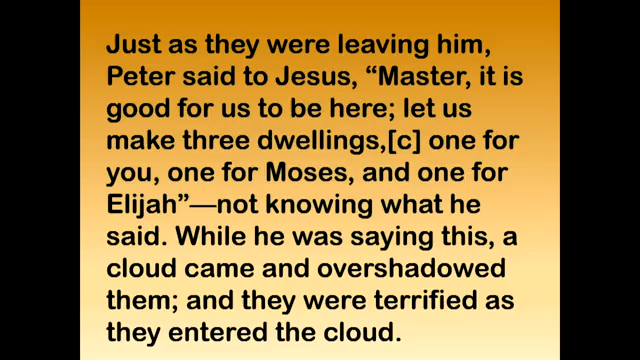 Just as they were leaving him,
Peter said to Jesus, “Master, it is
good for us to be here; let us
make three dwellings,[c] one for
you, one for Moses, and one for
Elijah”—not knowing what he
said. While he was saying this, a
cloud came and overshadowed
them; and they were terrified as
they entered the cloud.